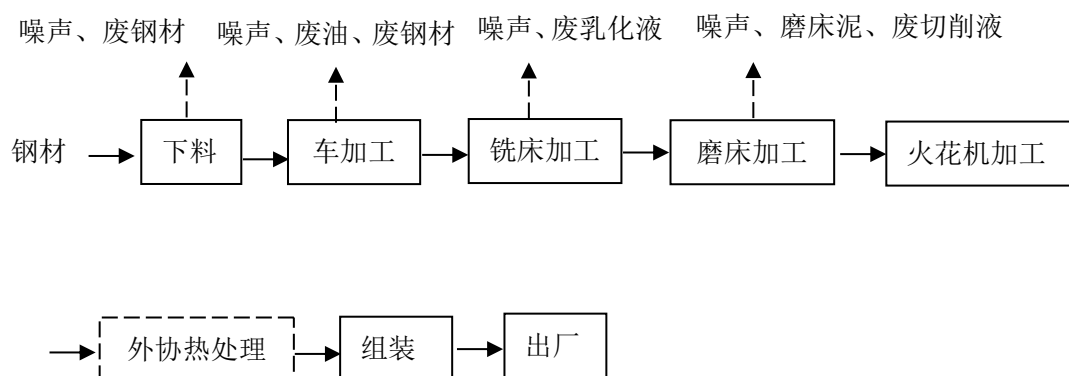 噪声、废钢材 噪声、废油、废钢材 噪声、废乳化液 噪声、磨床泥、废切削液
钢材 下料 车加工 铣床加工 磨床加工 火花机加工
外协热处理 组装 出厂